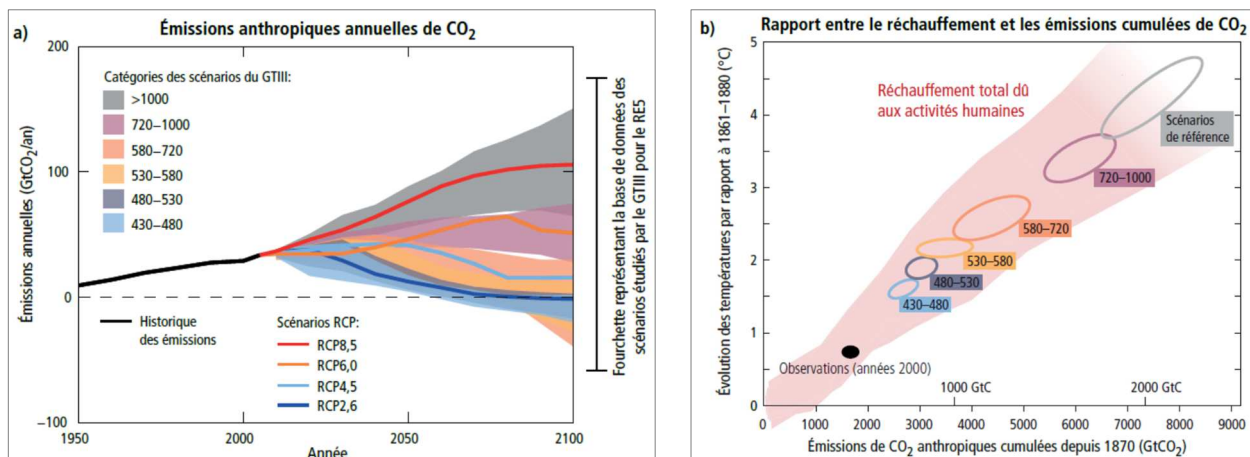 a)
Émissions anthropiques annuelles de CO₂
200
100
0
−100
Émissions annuelles (GtCO₂/an)
Catégories des scénarios du GTIII:
>1000
720–1000
580–720
530–580
480–530
430–480
Historique
des émissions
Scénarios RCP:
RCP8,5
RCP6,0
RCP4,5
RCP2,6
1950
2000
2050
2100
Année
Fourchette représentant la base de données des
scénarios étudiés par le GTIII pour le RE5
b)
Rapport entre le réchauffement et les émissions cumulées de CO₂
5
4
3
2
1
0
Évolution des températures par rapport à 1861–1880 (°C)
Réchauffement total dû
aux activités humaines
Scénarios
de référence
720–1000
580–720
530–580
480–530
430–480
Observations (années 2000)
1000 GtC
2000 GtC
0
1000
2000
3000
4000
5000
6000
7000
8000
9000
Émissions de CO₂ anthropiques cumulées depuis 1870 (GtCO₂)